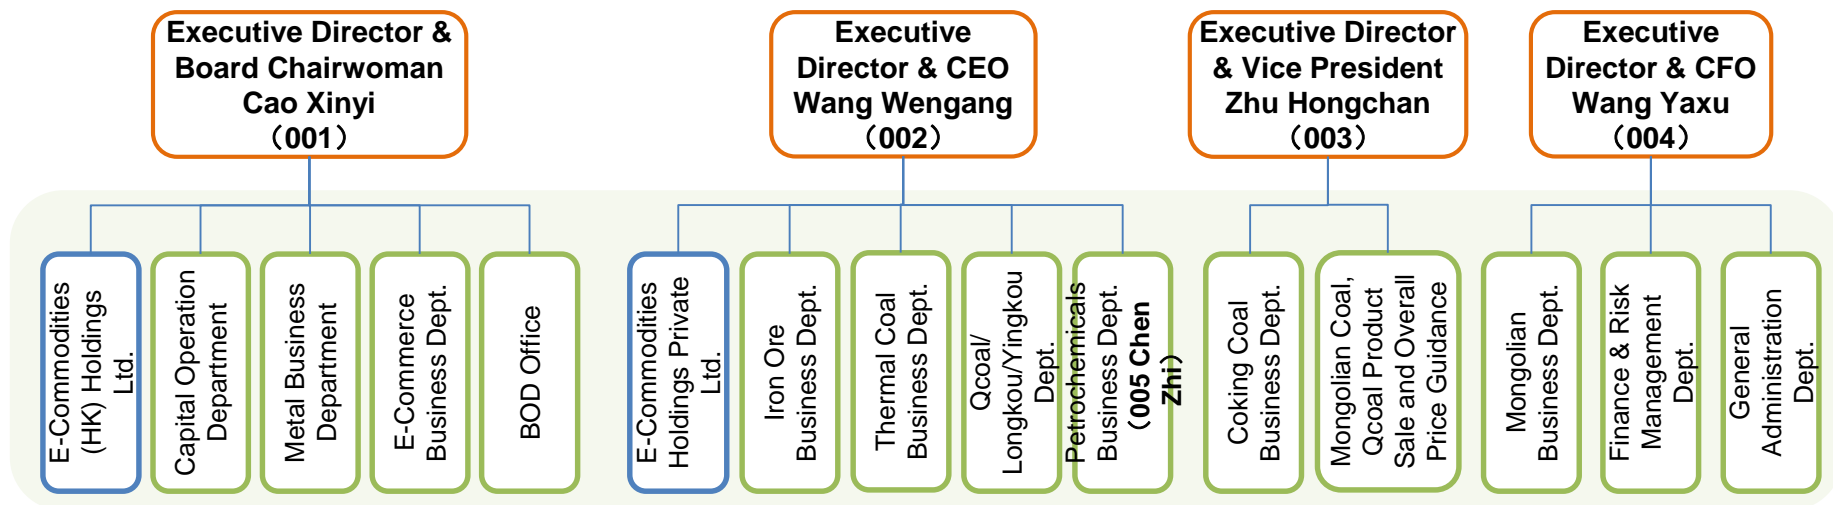 Executive Director &
Board Chairwoman
Cao Xinyi
（001）
Executive
Director & CEO
Wang Wengang
（002）
Executive Director
& Vice President
Zhu Hongchan
（003）
Executive
Director & CFO
Wang Yaxu
（004）
E-Commodities
(HK) Holdings
Ltd.
Capital Operation
Department
Metal Business
Department
E-Commerce
Business Dept.
BOD Office
E-Commodities
Holdings Private
Ltd.
Iron Ore
Business Dept.
Thermal Coal
Business Dept.
Qcoal/
Longkou/Yingkou
Dept.
Petrochemicals
Business Dept.
（005 Chen
Zhi）
Coking Coal
Business Dept.
Mongolian Coal,
Qcoal Product
Sale and Overall
Price Guidance
Mongolian
Business Dept.
Finance & Risk
Management
Dept.
General
Administration
Dept.